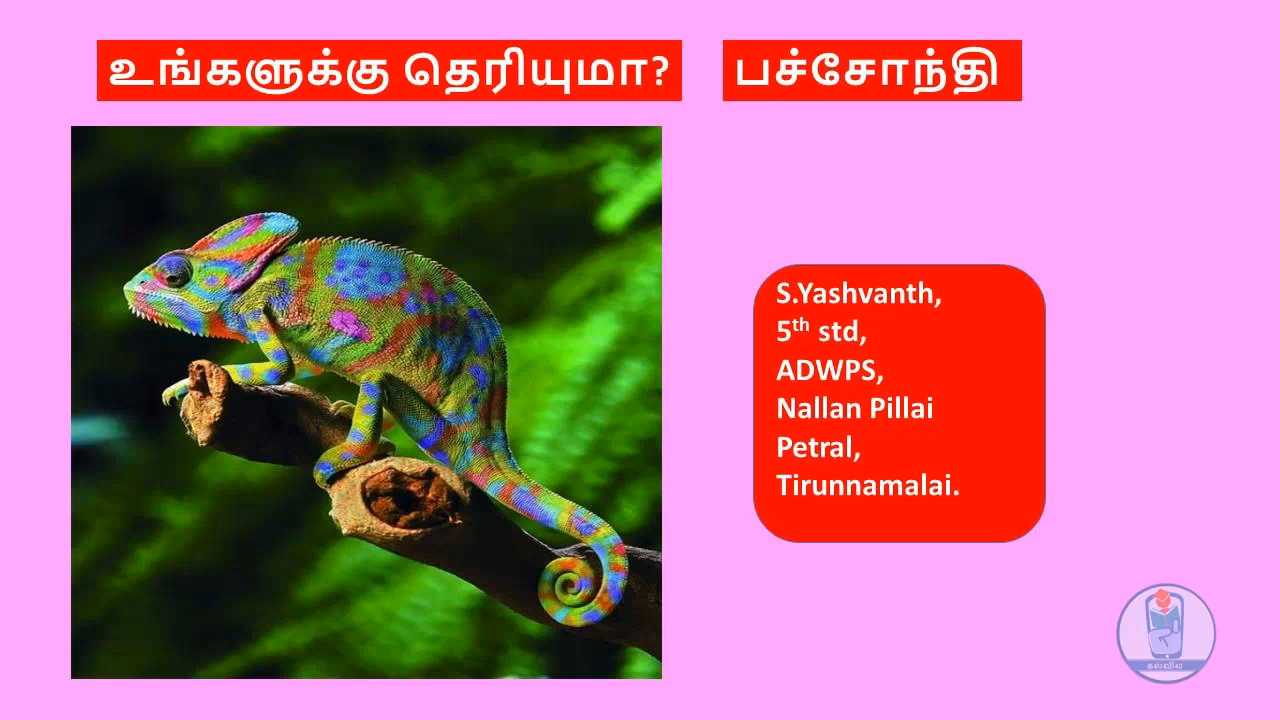 உங்களுக்கு தெரியுமா?
பச்சோந்தி
S.Yashvanth,
5th std,
ADWPS,
Nallan Pillai
Petral,
Tirunnamalai.